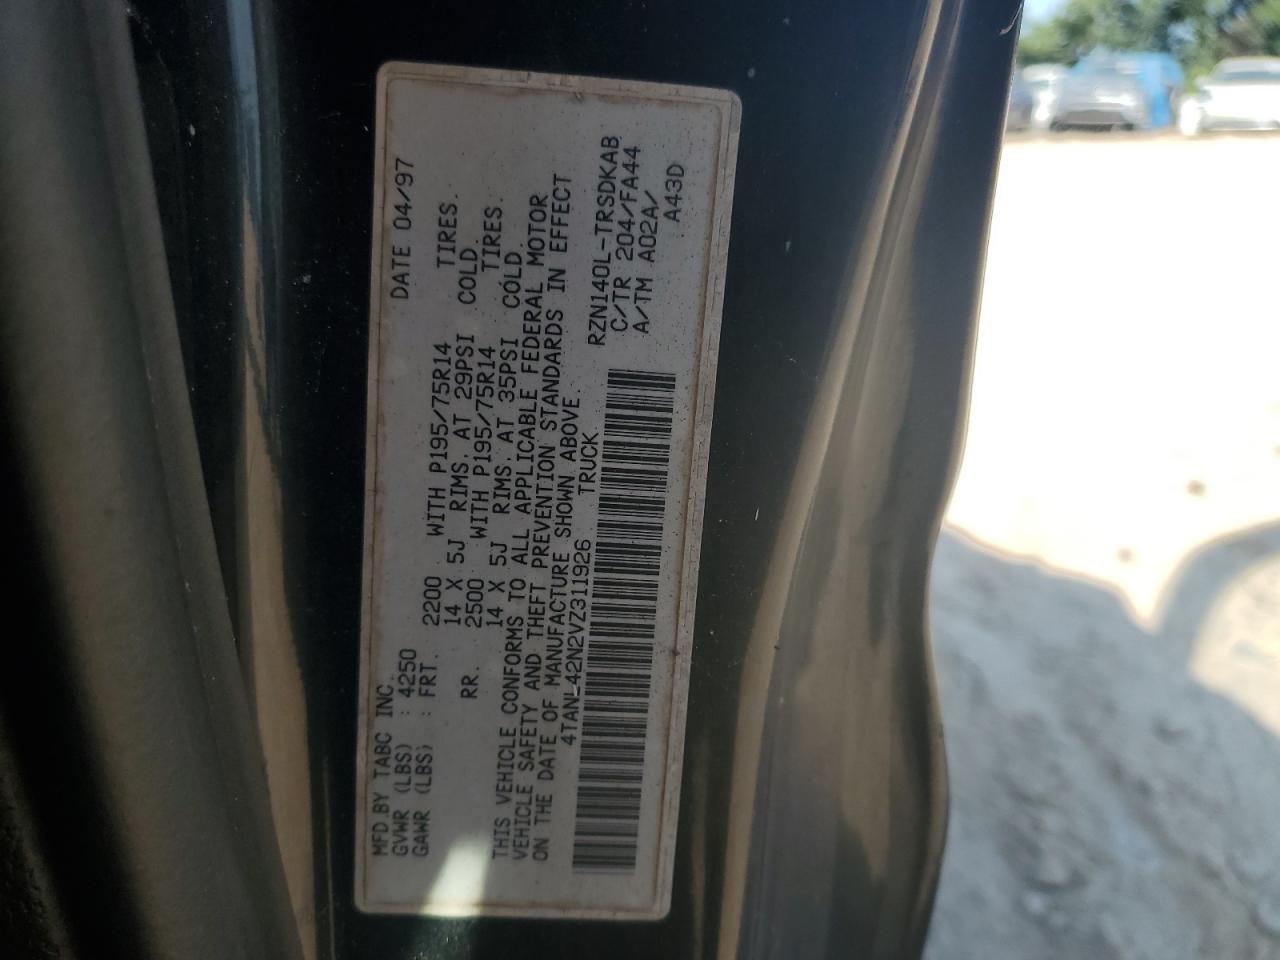 MFD.BY TABC INC. DATE 04/97
GVWR (LBS) : 4250
GAWR (LBS) : FRT. 2200 WITH P195/75R14 TIRES.
14 X 5J RIMS, AT 29PSI COLD.
RR. 2500 WITH P195/75R14 TIRES.
14 X 5J RIMS, AT 35PSI COLD.
THIS VEHICLE CONFORMS TO ALL APPLICABLE FEDERAL MOTOR
VEHICLE SAFETY AND THEFT PREVENTION STANDARDS IN EFFECT
ON THE DATE OF MANUFACTURE SHOWN ABOVE.
4TANL42N2VZ311926 TRUCK
RZN140L-TRSDKAB
C/TR 204/FA44
A/TM A02A/
A43D